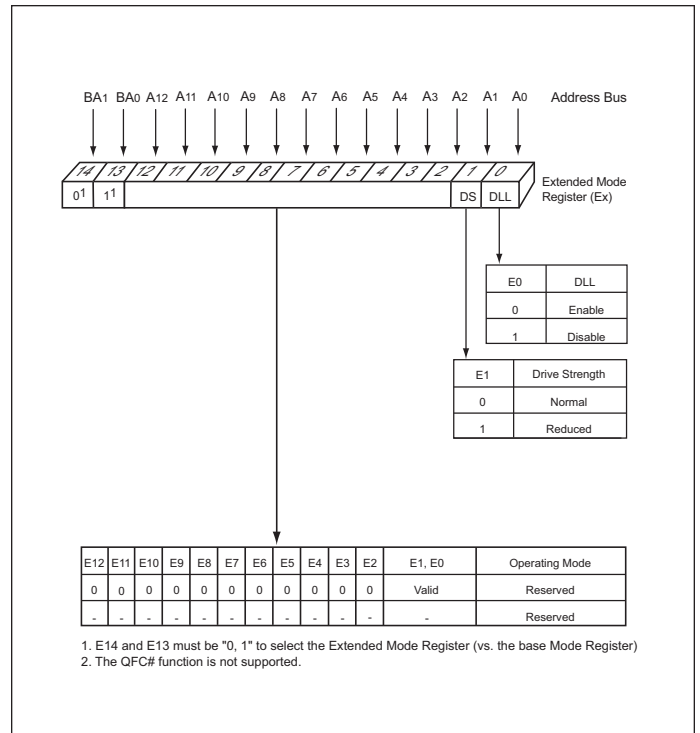 BA1 BA0 A12 A11 A10 A9 A8 A7 A6 A5 A4 A3 A2 A1 A0 Address Bus
14 13 12 11 10 9 8 7 6 5 4 3 2 1 0
01 11 DS DLL
Extended Mode
Register (Ex)
E0 DLL
0 Enable
1 Disable
E1 Drive Strength
0 Normal
1 Reduced
E12 E11 E10 E9 E8 E7 E6 E5 E4 E3 E2 E1, E0 Operating Mode
0 0 0 0 0 0 0 0 0 0 0 Valid Reserved
- - - - - - - - - - - - Reserved
1. E14 and E13 must be "0, 1" to select the Extended Mode Register (vs. the base Mode Register)
2. The QFC# function is not supported.